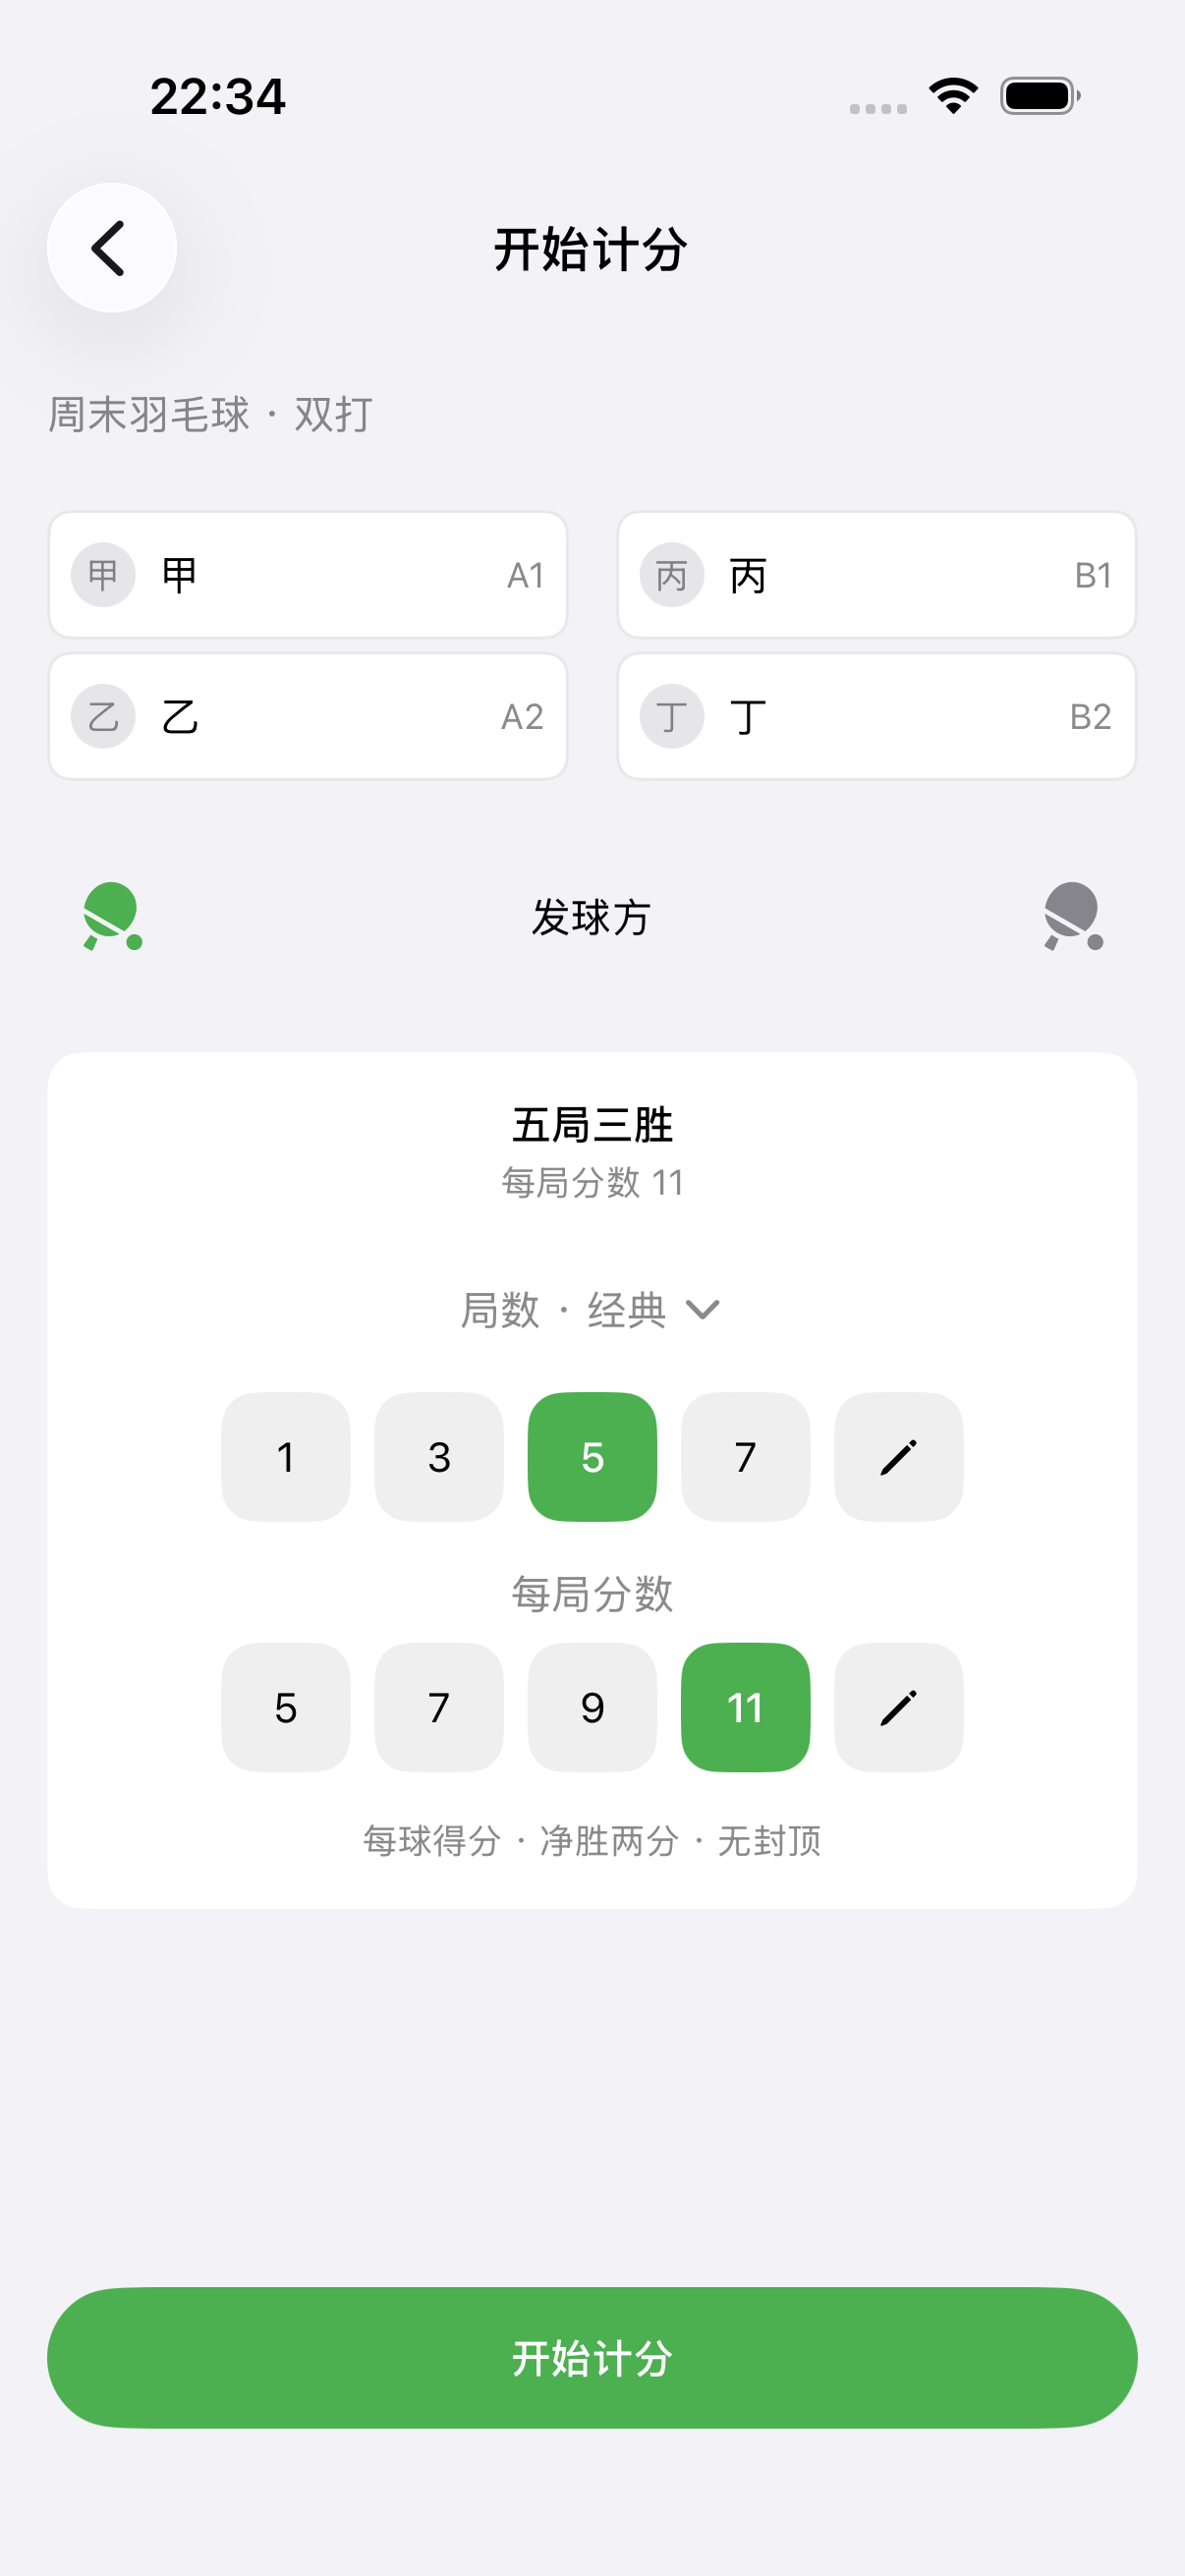 22:34
开始计分
周末羽毛球 · 双打
甲 甲 A1
丙 丙 B1
乙 乙 A2
丁 丁 B2
发球方
五局三胜
每局分数 11
局数 · 经典
1 3 5 7
每局分数
5 7 9 11
每球得分 · 净胜两分 · 无封顶
开始计分